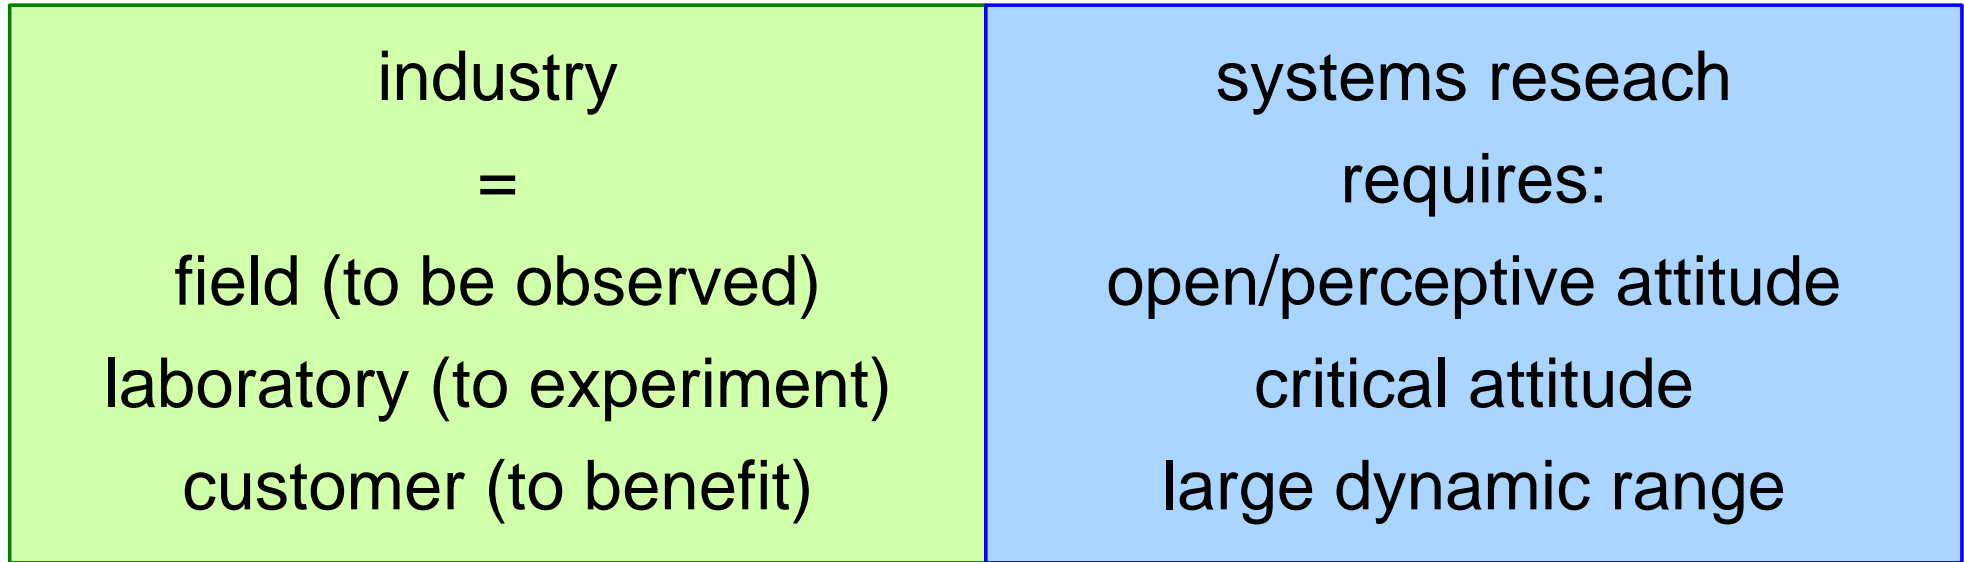 industry
=
field (to be observed)
laboratory (to experiment)
customer (to benefit)
systems reseach
requires:
open/perceptive attitude
critical attitude
large dynamic range